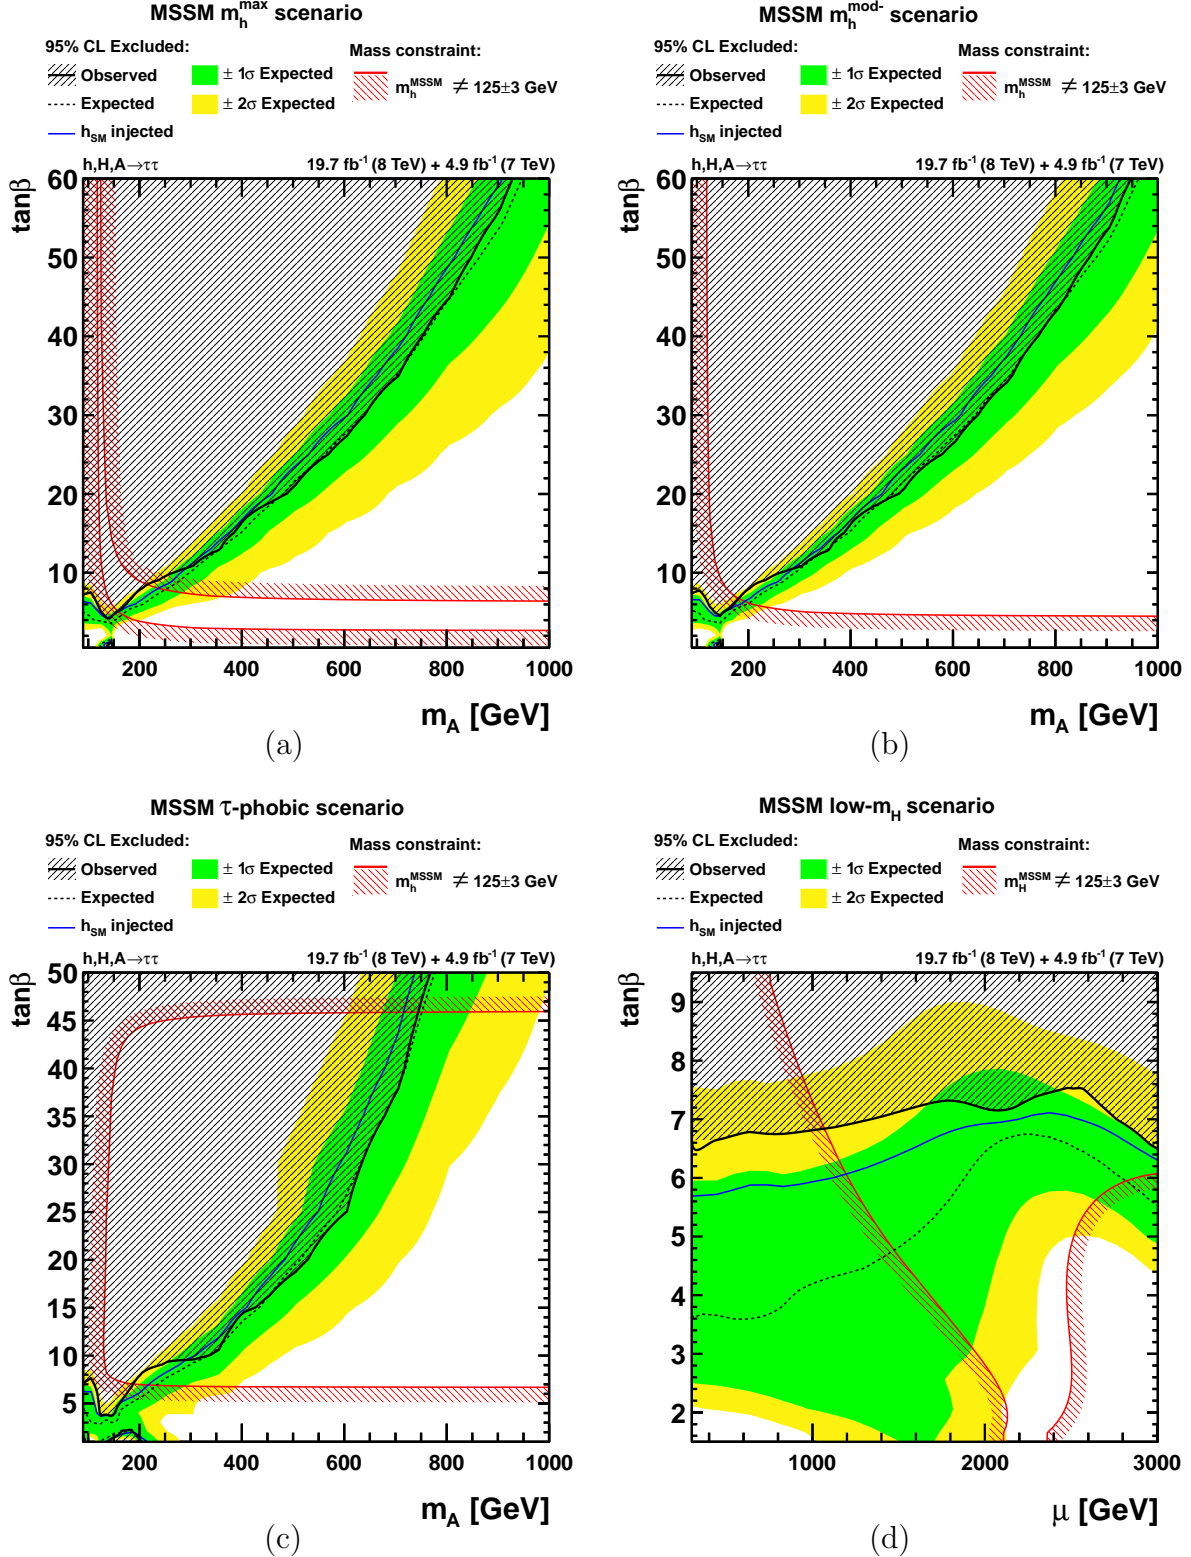 MSSM m_h^max scenario
95% CL Excluded:
Mass constraint:
Observed
± 1σ Expected
m_h^MSSM ≠ 125±3 GeV
Expected
± 2σ Expected
h_SM injected
h,H,A→ττ
19.7 fb⁻¹ (8 TeV) + 4.9 fb⁻¹ (7 TeV)
tanβ
60
50
40
30
20
10
200 400 600 800 1000
m_A [GeV]
(a)
MSSM m_h^mod- scenario
95% CL Excluded:
Mass constraint:
Observed
± 1σ Expected
m_h^MSSM ≠ 125±3 GeV
Expected
± 2σ Expected
h_SM injected
h,H,A→ττ
19.7 fb⁻¹ (8 TeV) + 4.9 fb⁻¹ (7 TeV)
tanβ
60
50
40
30
20
10
200 400 600 800 1000
m_A [GeV]
(b)
MSSM τ-phobic scenario
95% CL Excluded:
Mass constraint:
Observed
± 1σ Expected
m_h^MSSM ≠ 125±3 GeV
Expected
± 2σ Expected
h_SM injected
h,H,A→ττ
19.7 fb⁻¹ (8 TeV) + 4.9 fb⁻¹ (7 TeV)
tanβ
50
45
40
35
30
25
20
15
10
5
200 400 600 800 1000
m_A [GeV]
(c)
MSSM low-m_H scenario
95% CL Excluded:
Mass constraint:
Observed
± 1σ Expected
m_H^MSSM ≠ 125±3 GeV
Expected
± 2σ Expected
h_SM injected
h,H,A→ττ
19.7 fb⁻¹ (8 TeV) + 4.9 fb⁻¹ (7 TeV)
tanβ
9
8
7
6
5
4
3
2
1000 2000 3000
μ [GeV]
(d)